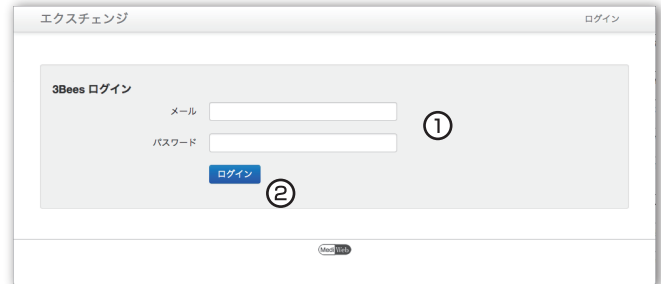 エクスチェンジ ログイン
3Bees ログイン
メール
①
パスワード
ログイン
②
MediWeb